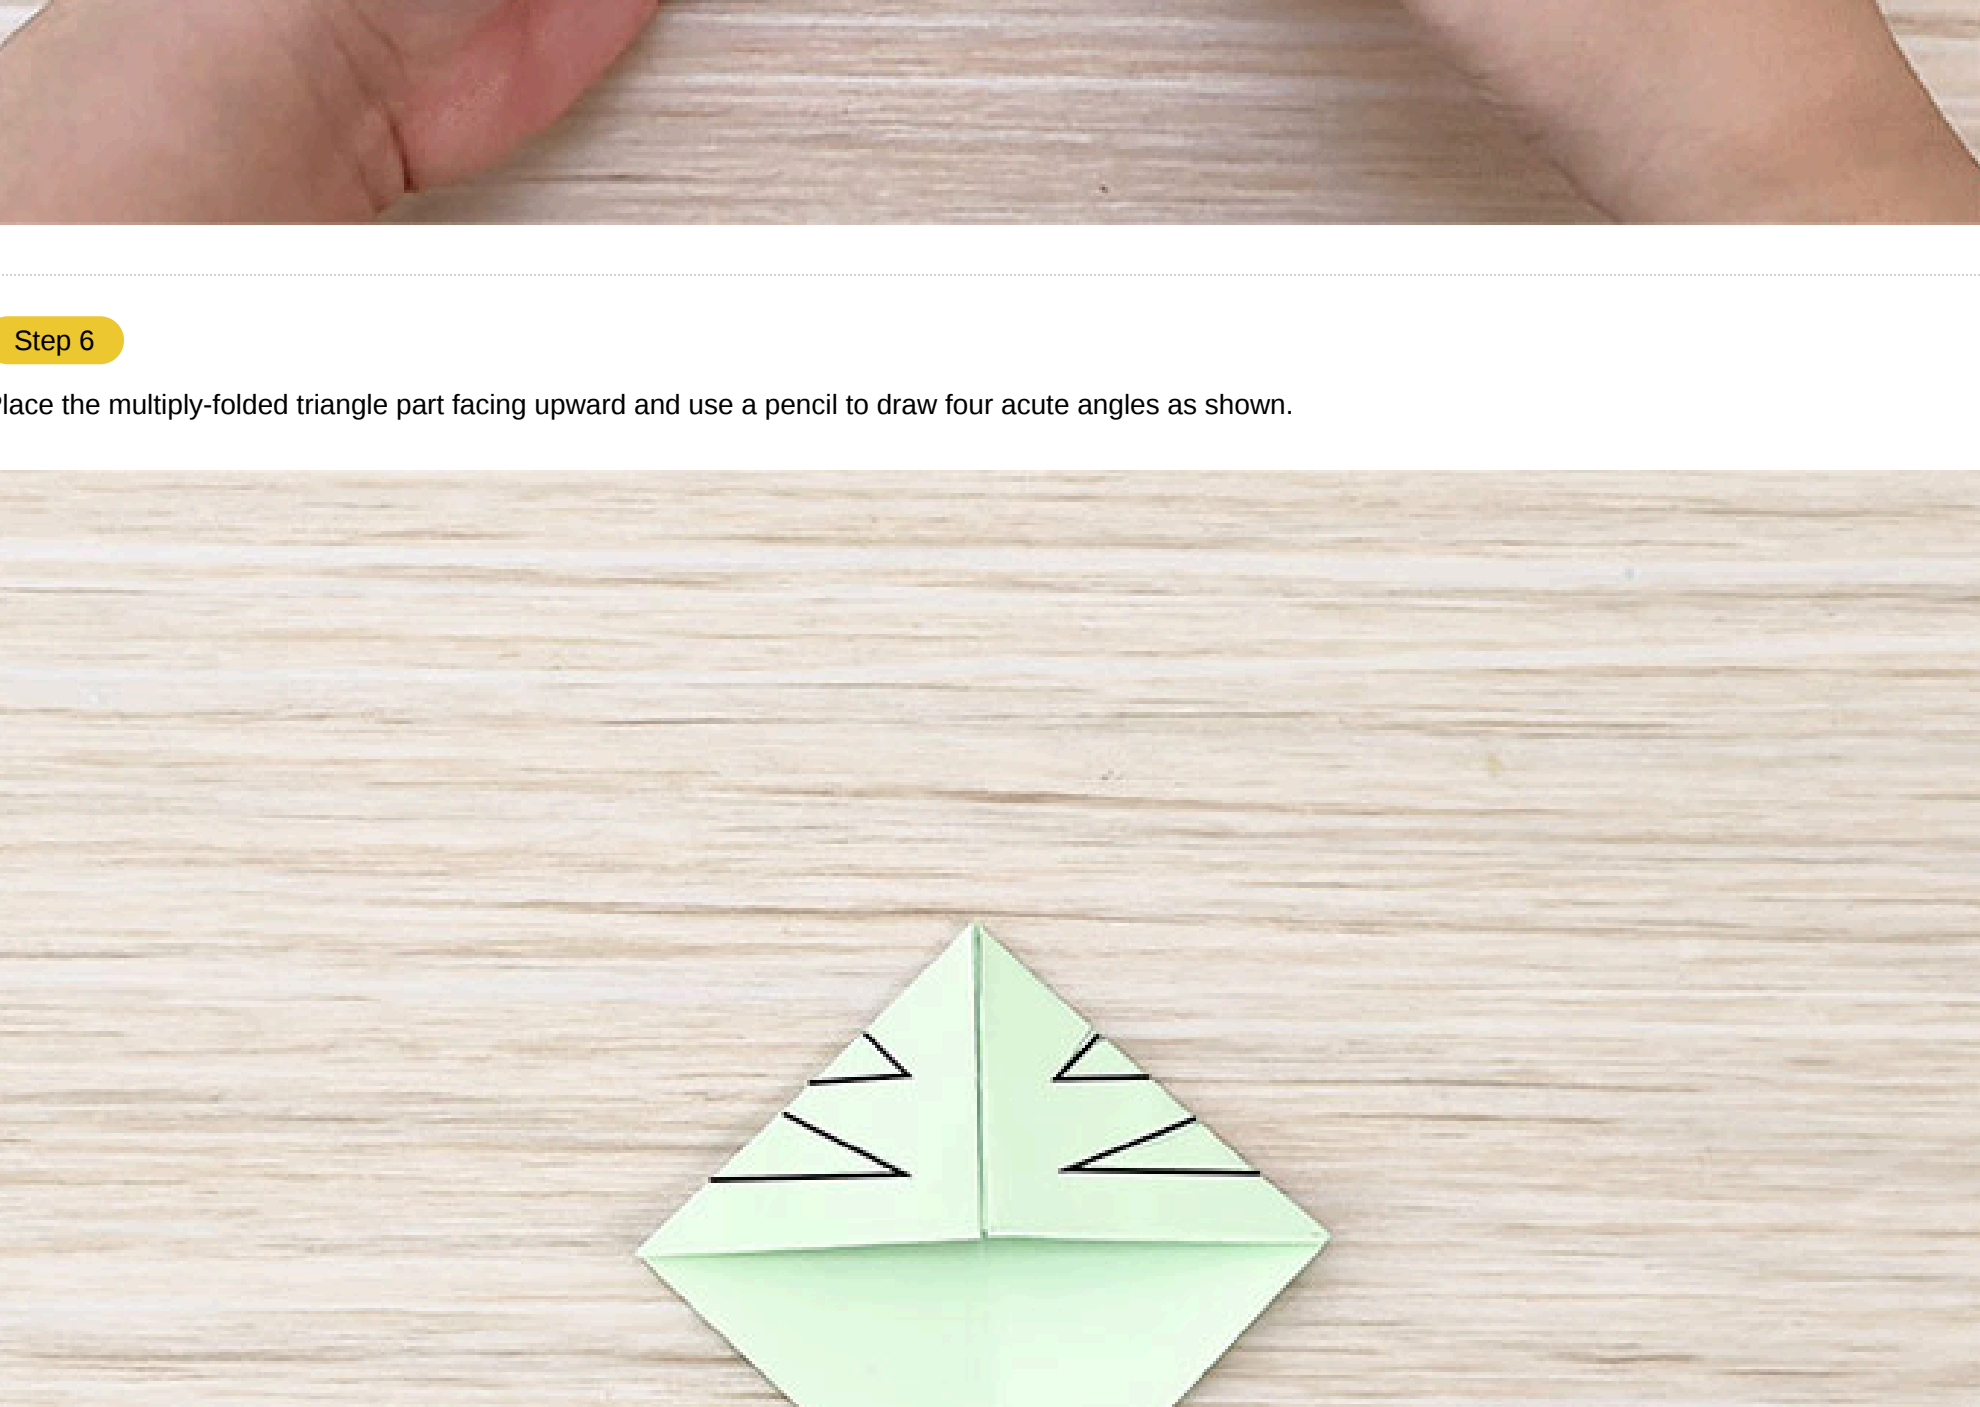 Step 6
lace the multiply-folded triangle part facing upward and use a pencil to draw four acute angles as shown.